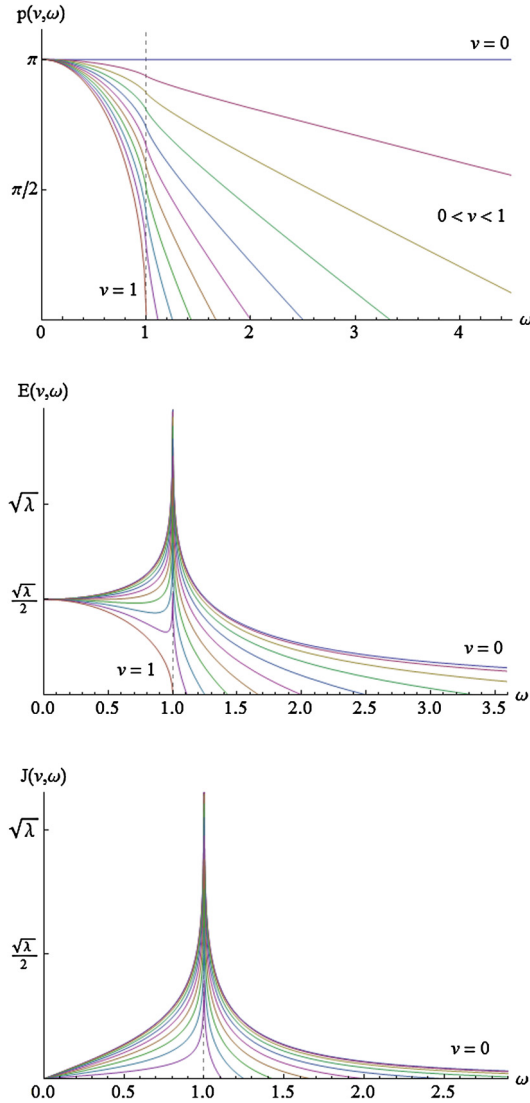 p(v,ω)
π
v = 0
π/2
0 < v < 1
v = 1
0 1 2 3 4 ω
E(v,ω)
√λ
√λ/2
v = 0
v = 1
0.0 0.5 1.0 1.5 2.0 2.5 3.0 3.5 ω
J(v,ω)
√λ
√λ/2
v = 0
0.0 0.5 1.0 1.5 2.0 2.5 ω